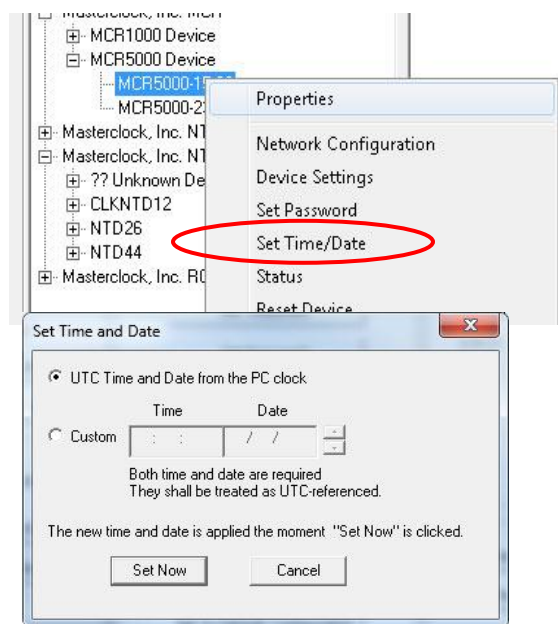 MCR1000 Device
MCR5000 Device
MCR5000-
MCR5000-2
Masterclock, Inc. NT
Masterclock, Inc. NT
?? Unknown De
CLKNTD12
NTD26
NTD44
Masterclock, Inc.
Properties
Network Configuration
Device Settings
Set Password
Set Time/Date
Status
Reset Device
Set Time and Date
UTC Time and Date from the PC clock
Time Date
Custom : : / /
Both time and date are required
They shall be treated as UTC-referenced.
The new time and date is applied the moment "Set Now" is clicked.
Set Now Cancel